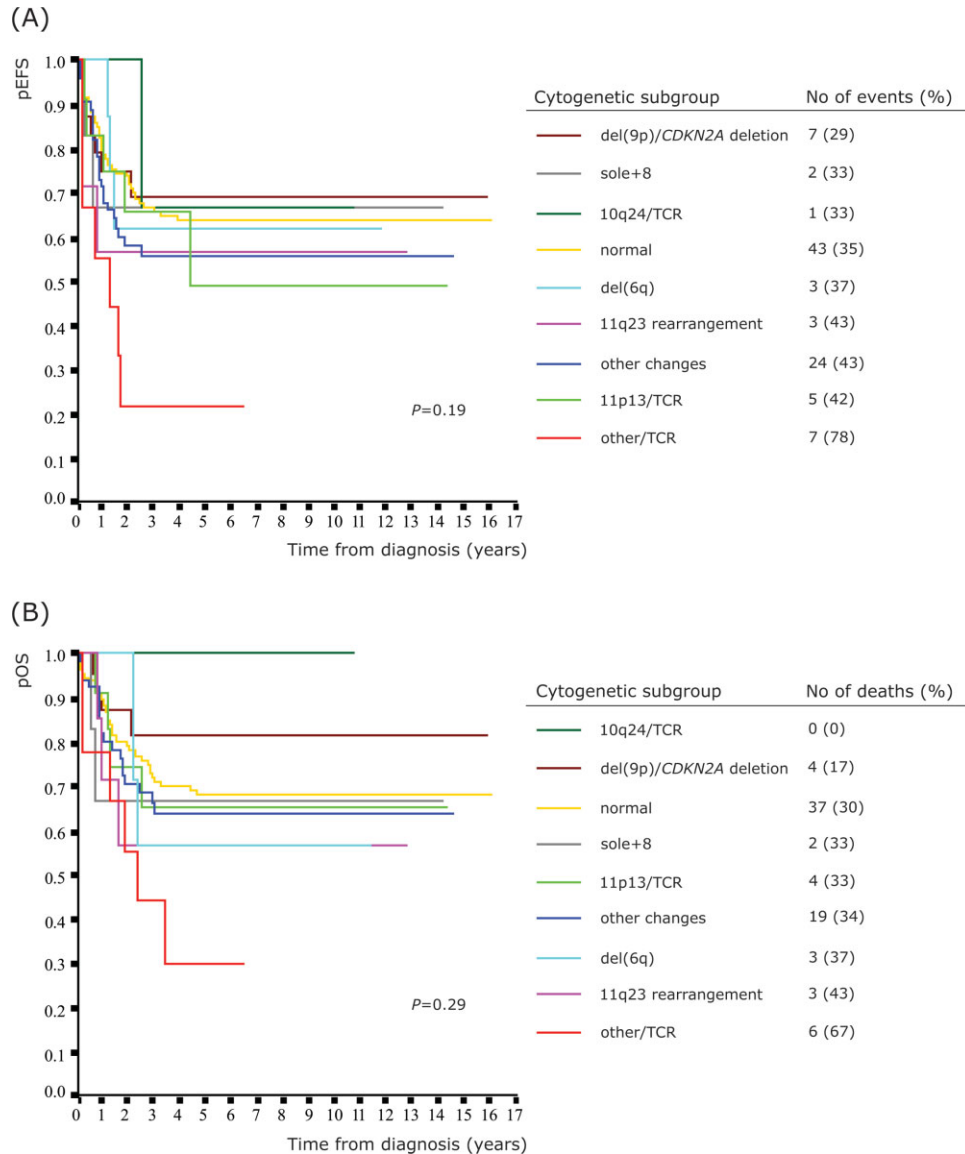 (A)
pEFS
1.0
0.9
0.8
0.7
0.6
0.5
0.4
0.3
0.2
0.1
0.0
0 1 2 3 4 5 6 7 8 9 10 11 12 13 14 15 16 17
Time from diagnosis (years)
P=0.19
Cytogenetic subgroup No of events (%)
del(9p)/CDKN2A deletion 7 (29)
sole+8 2 (33)
10q24/TCR 1 (33)
normal 43 (35)
del(6q) 3 (37)
11q23 rearrangement 3 (43)
other changes 24 (43)
11p13/TCR 5 (42)
other/TCR 7 (78)
(B)
pOS
1.0
0.9
0.8
0.7
0.6
0.5
0.4
0.3
0.2
0.1
0.0
0 1 2 3 4 5 6 7 8 9 10 11 12 13 14 15 16 17
Time from diagnosis (years)
P=0.29
Cytogenetic subgroup No of deaths (%)
10q24/TCR 0 (0)
del(9p)/CDKN2A deletion 4 (17)
normal 37 (30)
sole+8 2 (33)
11p13/TCR 4 (33)
other changes 19 (34)
del(6q) 3 (37)
11q23 rearrangement 3 (43)
other/TCR 6 (67)